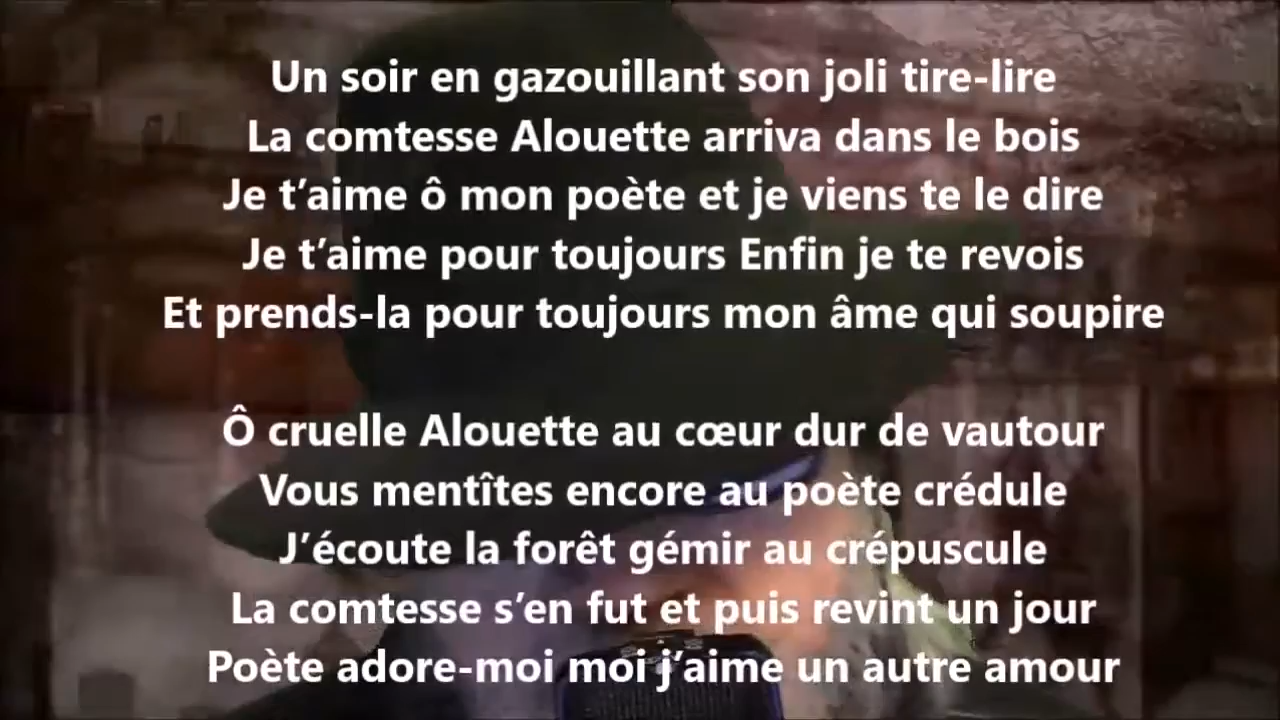 Un soir en gazouillant son joli tire-lire
La comtesse Alouette arriva dans le bois
Je t’aime ô mon poète et je viens te le dire
Je t’aime pour toujours Enfin je te revois
Et prends-la pour toujours mon âme qui soupire
Ô cruelle Alouette au cœur dur de vautour
Vous mentîtes encore au poète crédule
J’écoute la forêt gémir au crépuscule
La comtesse s’en fut et puis revint un jour
Poète adore-moi moi j’aime un autre amour